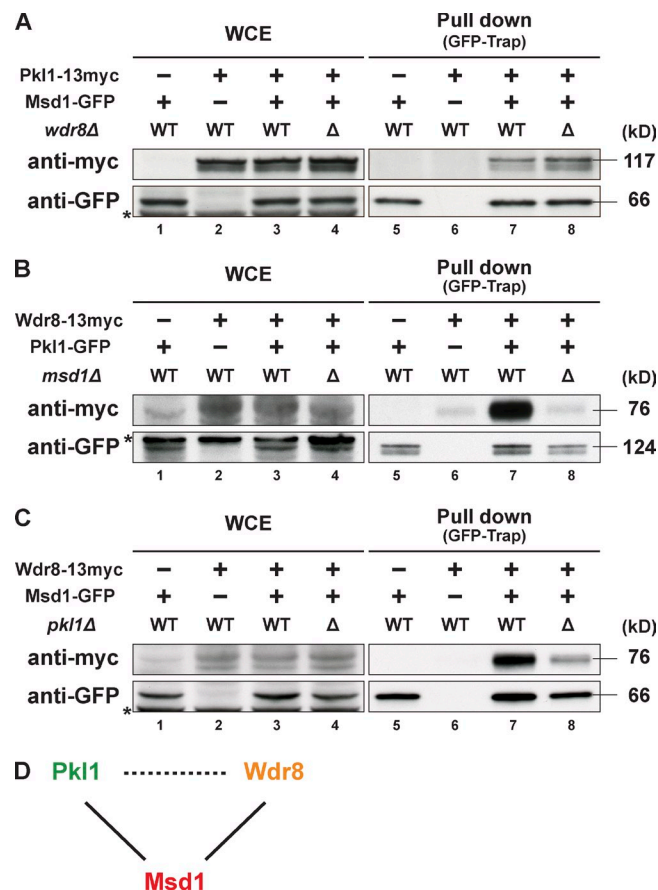 A
WCE Pull down
(GFP-Trap)
Pkl1-13myc – + + + – + + +
Msd1-GFP + – + + + – + +
wdr8Δ WT WT WT Δ WT WT WT Δ (kD)
anti-myc 117
anti-GFP 66
*
1 2 3 4 5 6 7 8
B
WCE Pull down
(GFP-Trap)
Wdr8-13myc – + + + – + + +
Pkl1-GFP + – + + + – + +
msd1Δ WT WT WT Δ WT WT WT Δ (kD)
anti-myc 76
anti-GFP * 124
1 2 3 4 5 6 7 8
C
WCE Pull down
(GFP-Trap)
Wdr8-13myc – + + + – + + +
Msd1-GFP + – + + + – + +
pkl1Δ WT WT WT Δ WT WT WT Δ (kD)
anti-myc 76
anti-GFP 66
*
1 2 3 4 5 6 7 8
D Pkl1 Wdr8
Msd1